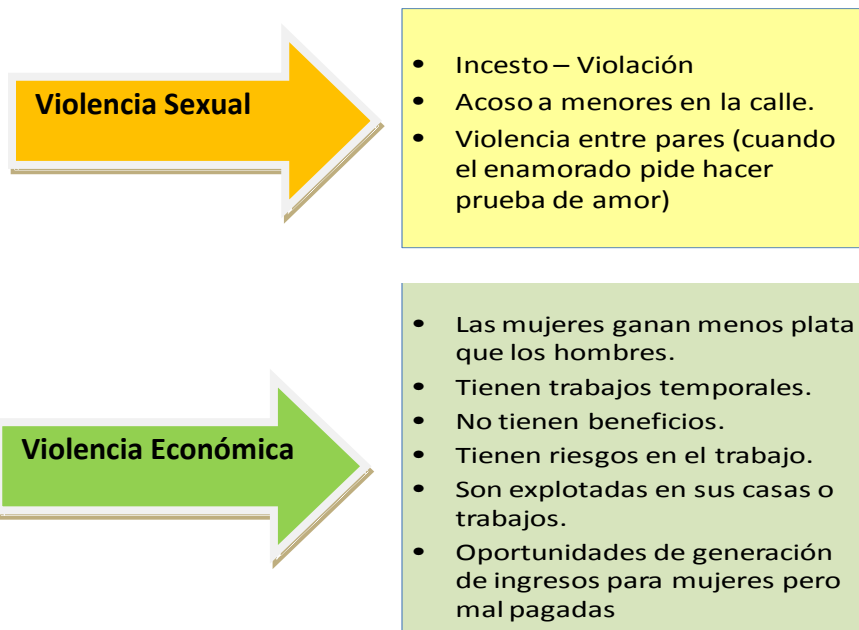 Violencia Sexual
• Incesto – Violación
• Acoso a menores en la calle.
• Violencia entre pares (cuando
el enamorado pide hacer
prueba de amor)
Violencia Económica
• Las mujeres ganan menos plata
que los hombres.
• Tienen trabajos temporales.
• No tienen beneficios.
• Tienen riesgos en el trabajo.
• Son explotadas en sus casas o
trabajos.
• Oportunidades de generación
de ingresos para mujeres pero
mal pagadas